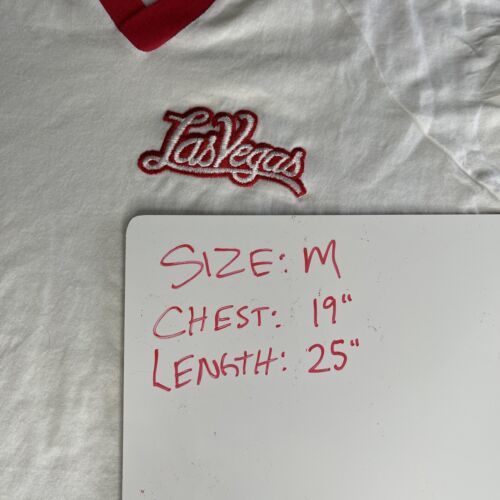 Las Vegas
SIZE: M
CHEST: 19"
LENGTH: 25"